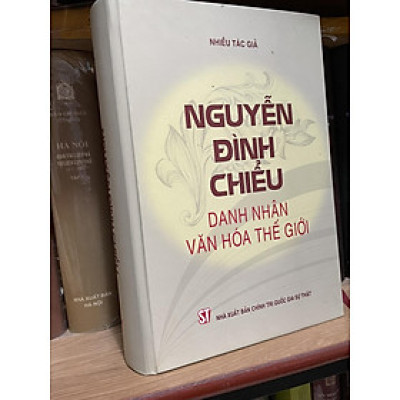 NHIỀU TÁC GIẢ
NGUYỄN
ĐÌNH
CHIỂU
DANH NHÂN
VĂN HÓA THẾ GIỚI
ST
NHÀ XUẤT BẢN CHÍNH TRỊ QUỐC GIA SỰ THẬT
HÀ NỘI
NHÀ XUẤT BẢN
HÀ NỘI